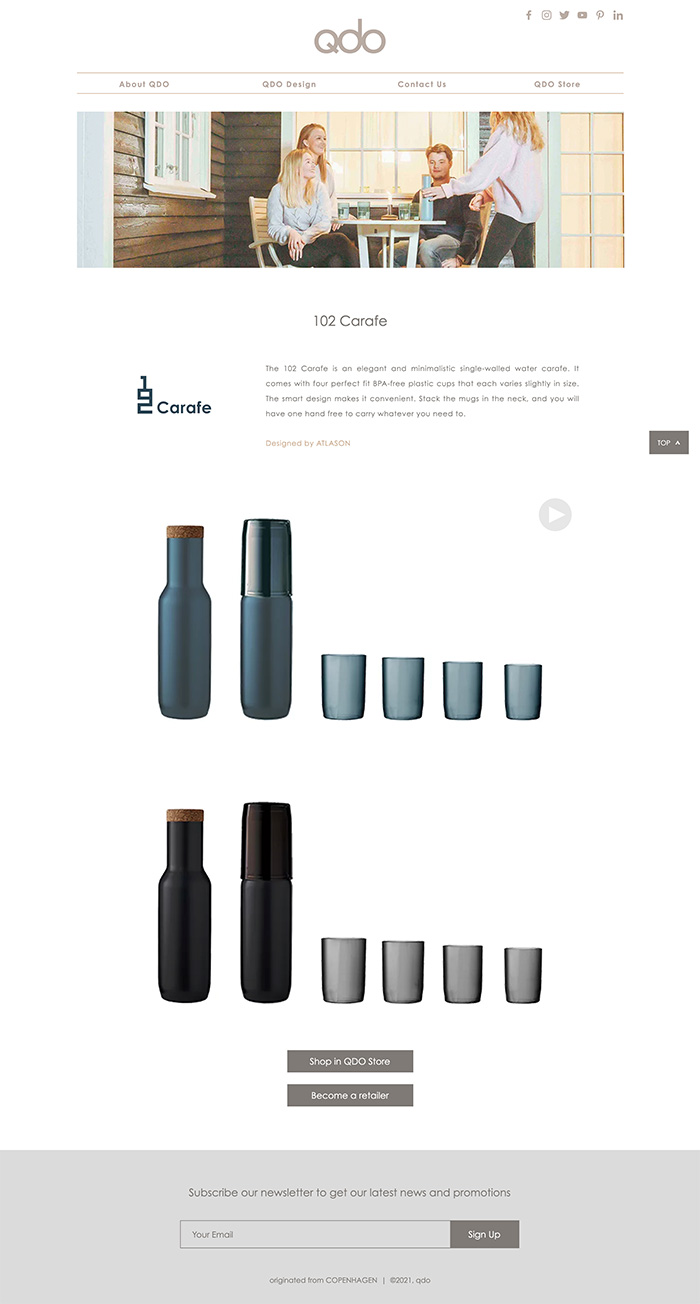 qdo
About QDO
QDO Design
Contact Us
QDO Store
102 Carafe
102 Carafe
The 102 Carafe is an elegant and minimalistic single-walled water carafe. It
comes with four perfect fit BPA-free plastic cups that each varies slightly in size.
The smart design makes it convenient. Stack the mugs in the neck, and you will
have one hand free to carry whatever you need to.
Designed by ATLASON
TOP
Shop in QDO Store
Become a retailer
Subscribe our newsletter to get our latest news and promotions
Your Email
Sign Up
originated from COPENHAGEN | ©2021, qdo